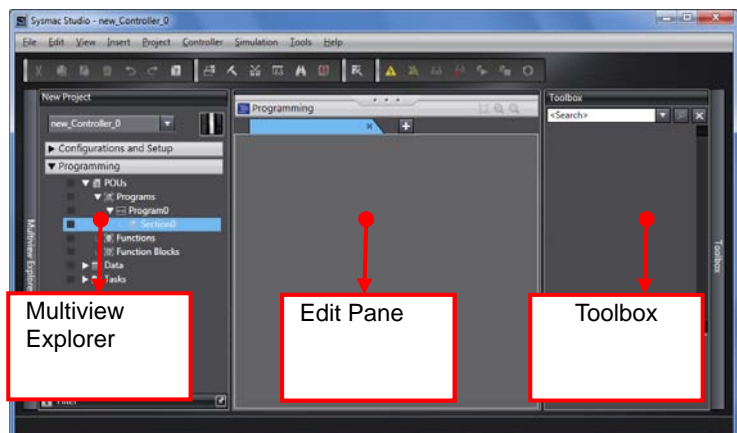 Sysmac Studio - new_Controller_0
File Edit View Insert Project Controller Simulation Tools Help
New Project
new_Controller_0
Configurations and Setup
Programming
POUs
Programs
Program0
Section0
Functions
Function Blocks
Data
Tasks
Filter
Multiview Explorer
Programming
Toolbox
<Search>
Toolbox
Multiview
Explorer
Edit Pane
Toolbox